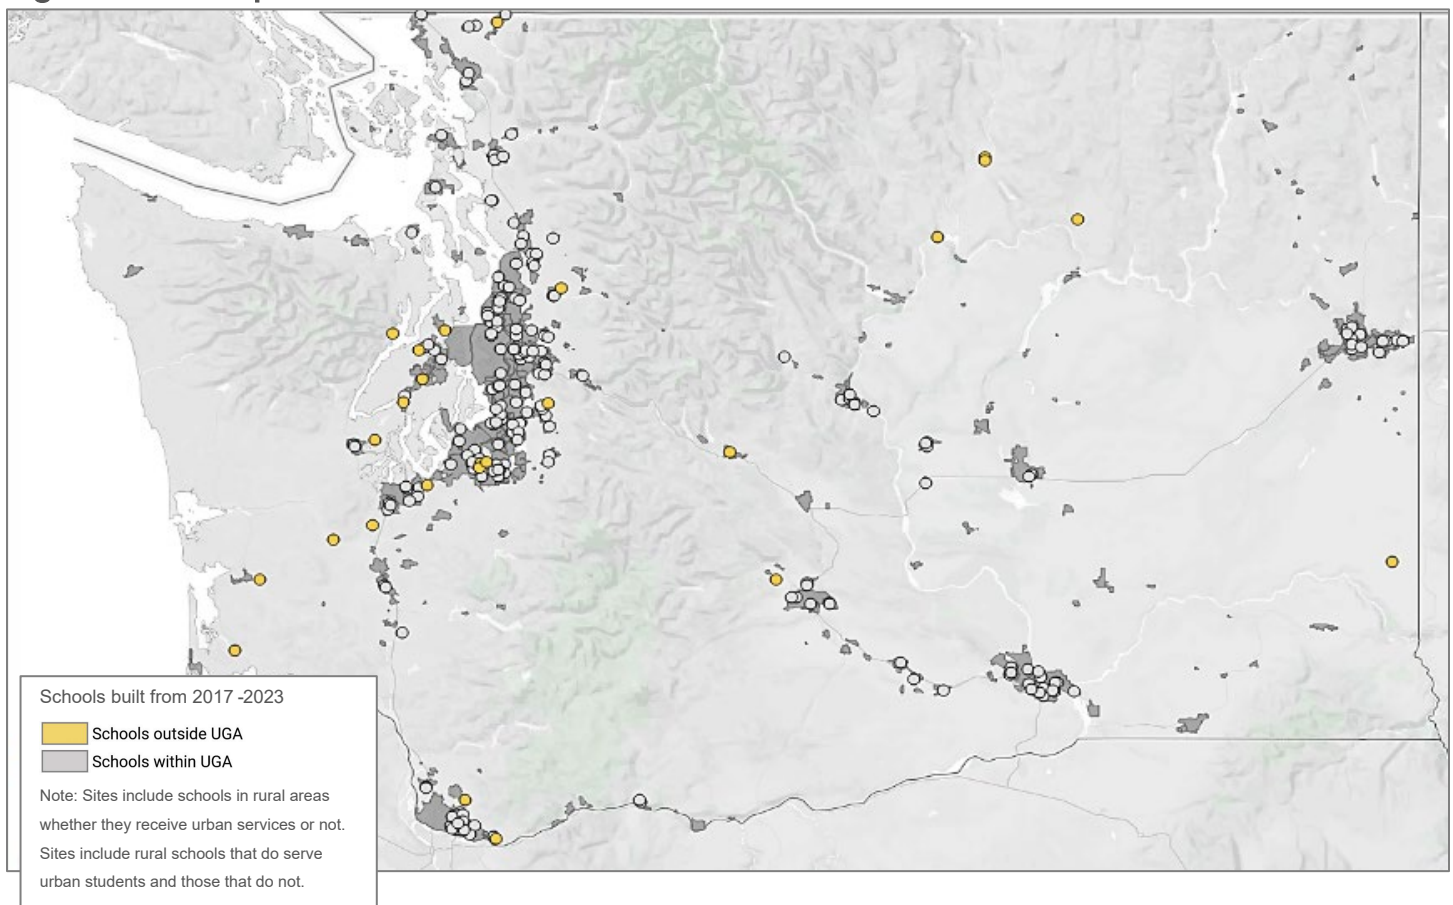 Schools built from 2017 -2023
Schools outside UGA
Schools within UGA
Note: Sites include schools in rural areas
whether they receive urban services or not.
Sites include rural schools that do serve
urban students and those that do not.